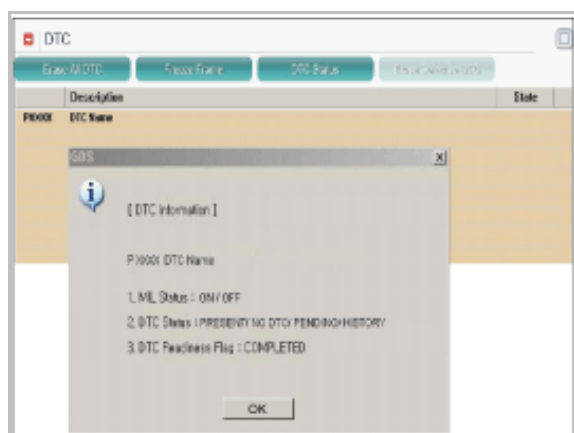 DTC
Erase All DTC Freeze Frame DTC Status
Description State
PXXXX DTC Name
GDS
[ DTC Information ]
PXXXX DTC Name
1. MIL Status : ON / OFF
2. DTC Status : PRESENT/ NO DTC/ PENDING/HISTORY
3. DTC Readiness Flag : COMPLETED
OK